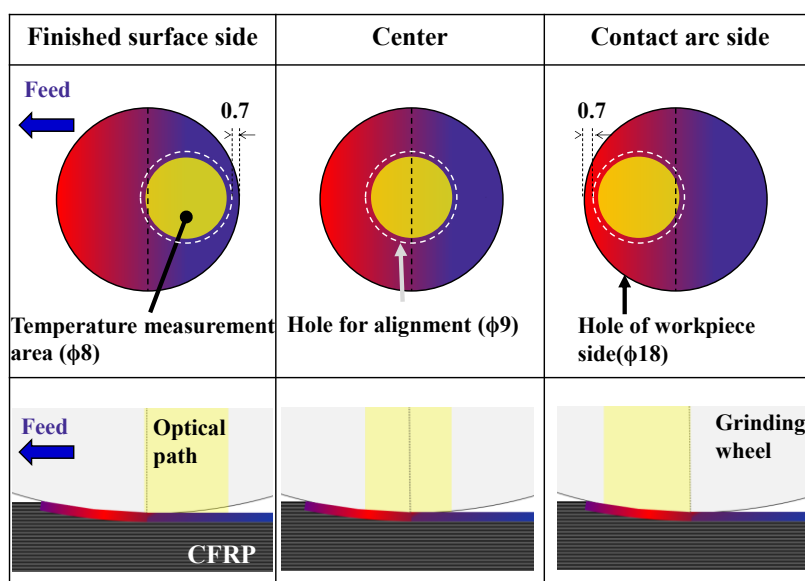 Finished surface side
Center
Contact arc side
Feed
0.7
0.7
Temperature measurement
area (ϕ8)
Hole for alignment (ϕ9)
Hole of workpiece
side(ϕ18)
Feed
Optical
path
Grinding
wheel
CFRP